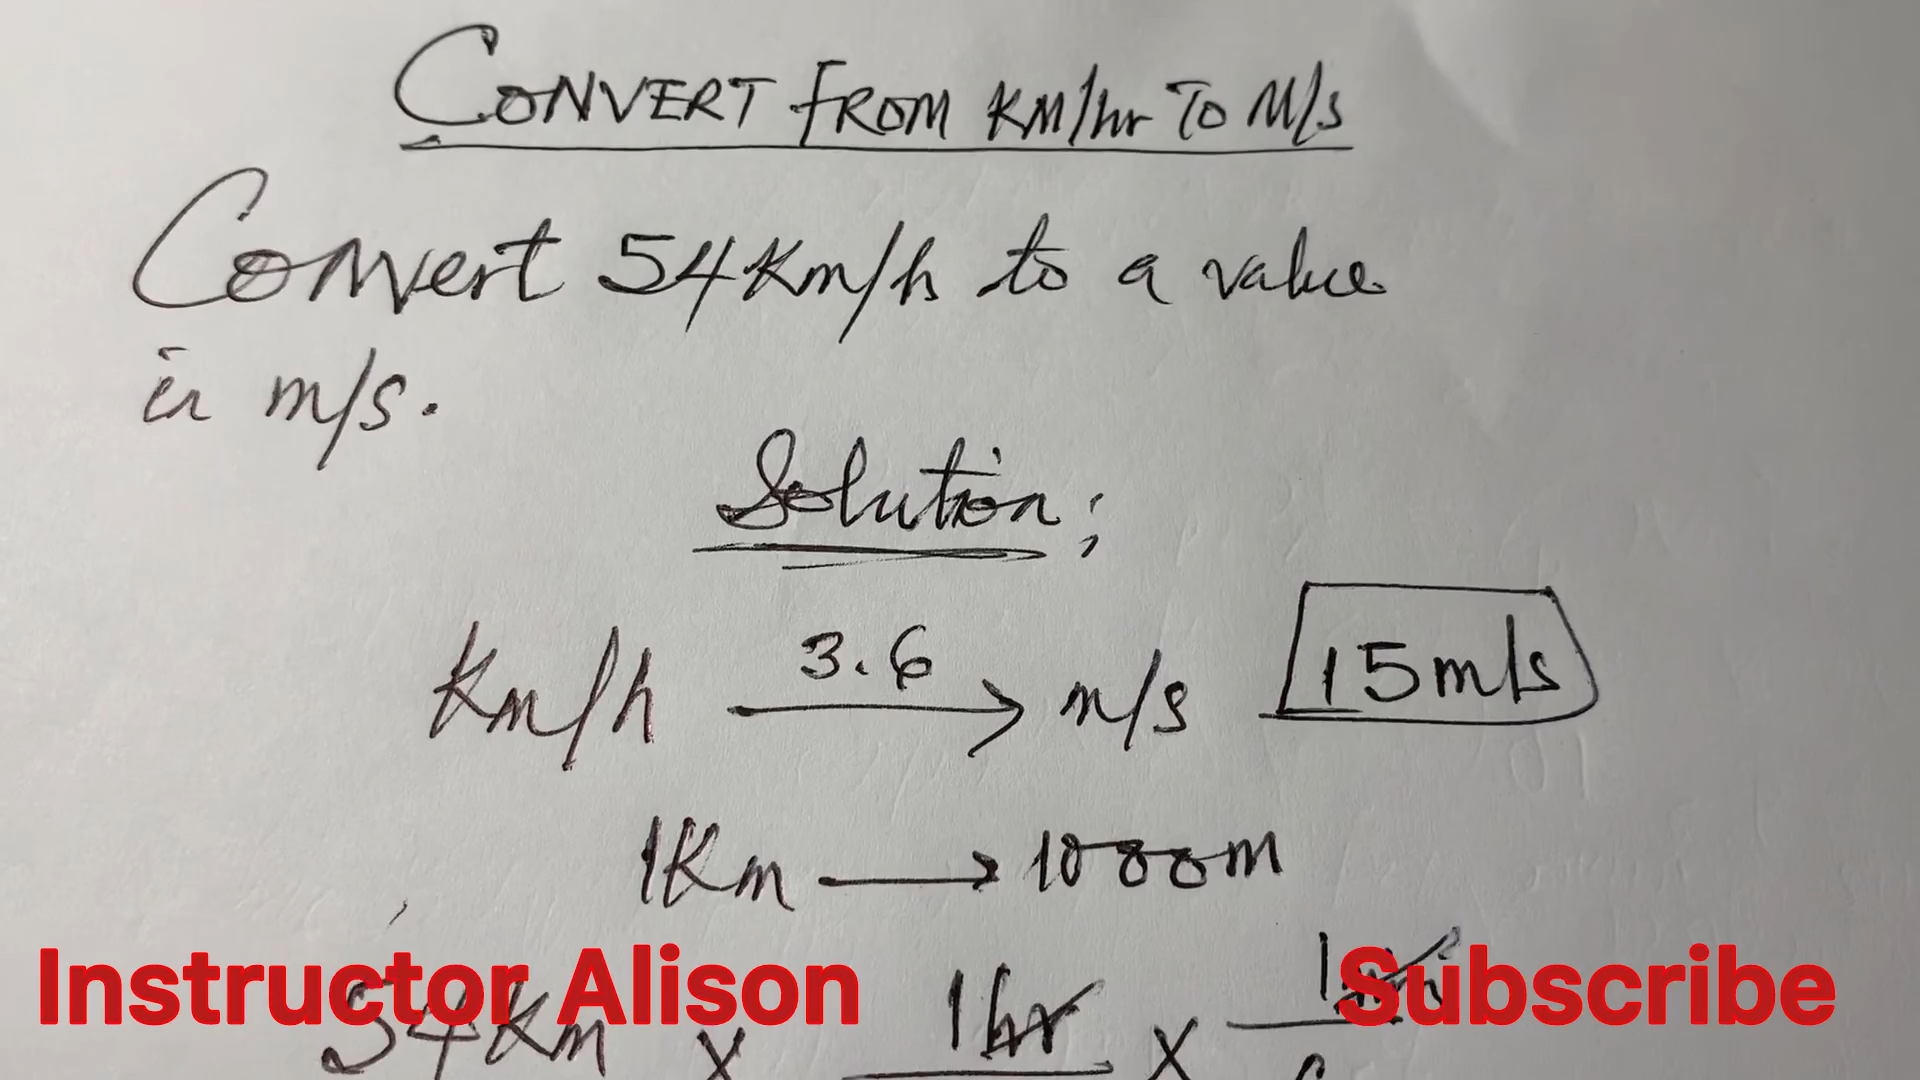 CONVERT FROM KM/hr TO M/s
Convert 54Km/h to a value
in m/s.
Solution;
Km/h 3.6 m/s 15m/s
1Km → 1000m
Instructor Alison Subscribe
54Km x 1hr x